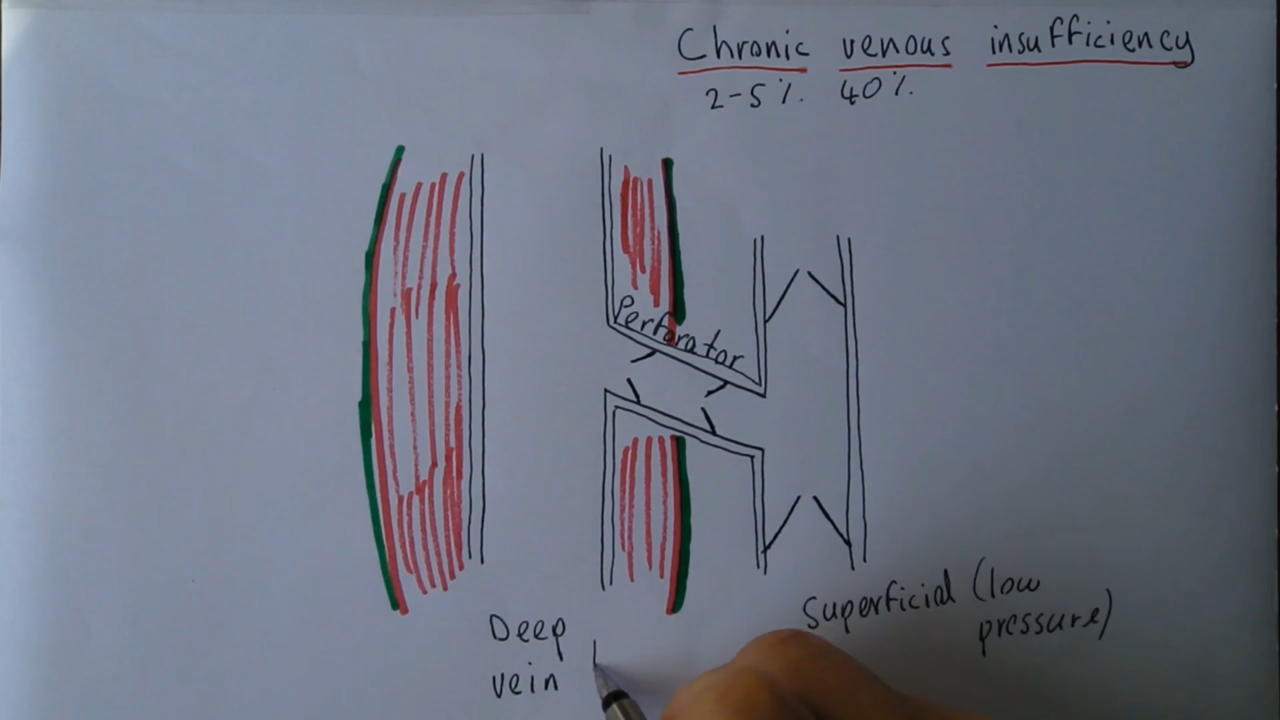 Chronic venous insufficiency
2-5%. 40%.
Perforator
Superficial (low
pressure)
Deep
vein